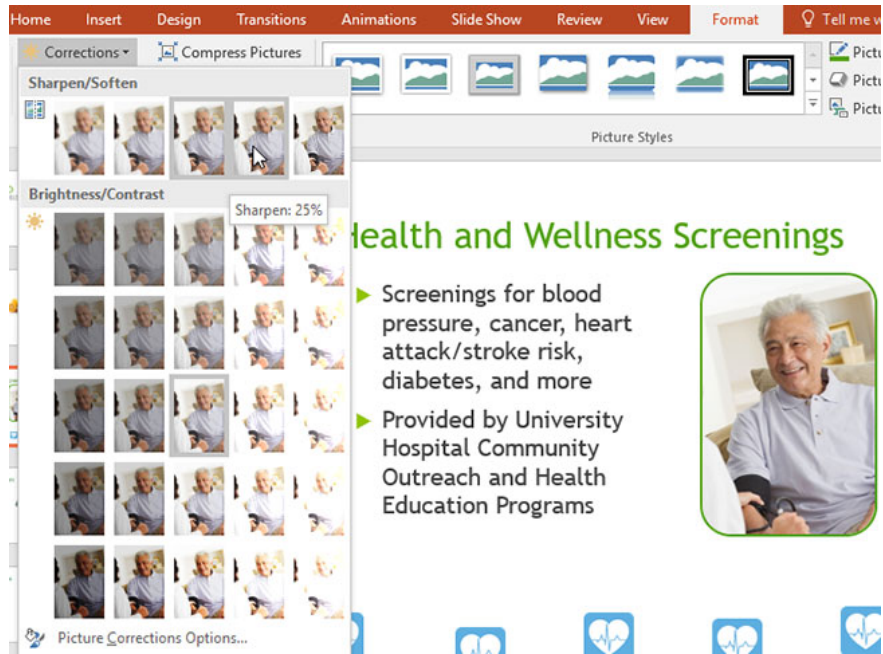 Home Insert Design Transitions Animations Slide Show Review View Format Tell me
Corrections Compress Pictures
Sharpen/Soften
Picture Styles
Brightness/Contrast
Sharpen: 25%
Health and Wellness Screenings
Screenings for blood
pressure, cancer, heart
attack/stroke risk,
diabetes, and more
Provided by University
Hospital Community
Outreach and Health
Education Programs
Picture Corrections Options...